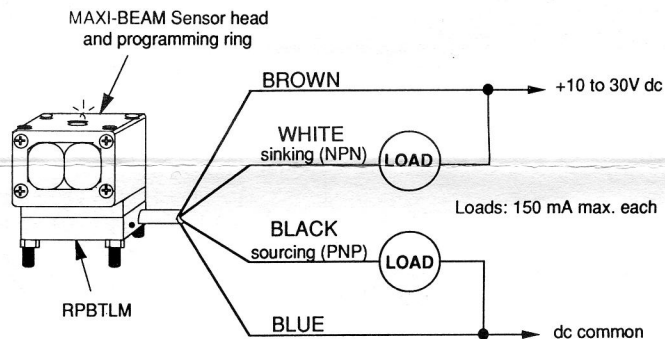 MAXI-BEAM Sensor head
and programming ring
BROWN
+10 to 30V dc
WHITE
sinking (NPN)
LOAD
Loads: 150 mA max. each
BLACK
sourcing (PNP)
LOAD
RPBTLM
BLUE
dc common